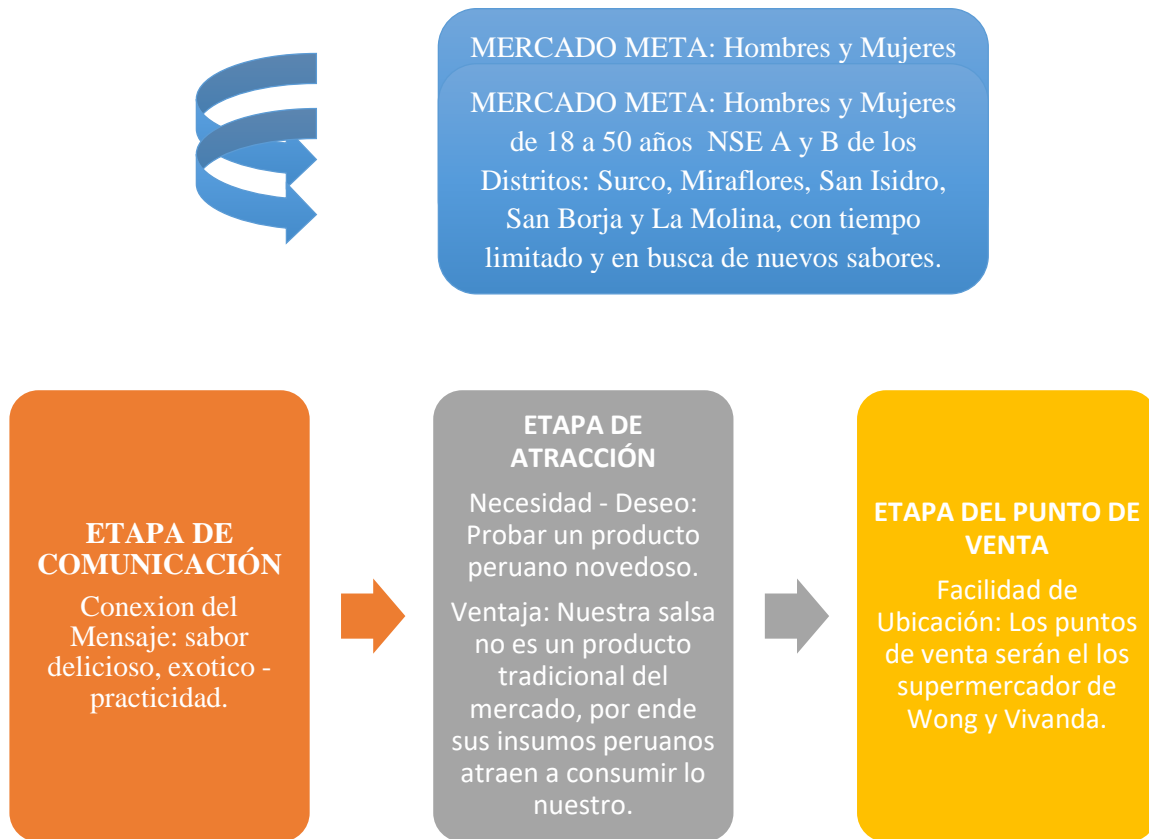 MERCADO META: Hombres y Mujeres
MERCADO META: Hombres y Mujeres
de 18 a 50 años NSE A y B de los
Distritos: Surco, Miraflores, San Isidro,
San Borja y La Molina, con tiempo
limitado y en busca de nuevos sabores.
ETAPA DE
COMUNICACIÓN
Conexion del
Mensaje: sabor
delicioso, exotico -
practicidad.
ETAPA DE
ATRACCIÓN
Necesidad - Deseo:
Probar un producto
peruano novedoso.
Ventaja: Nuestra salsa
no es un producto
tradicional del
mercado, por ende
sus insumos peruanos
atraen a consumir lo
nuestro.
ETAPA DEL PUNTO DE
VENTA
Facilidad de
Ubicación: Los puntos
de venta serán el los
supermercador de
Wong y Vivanda.